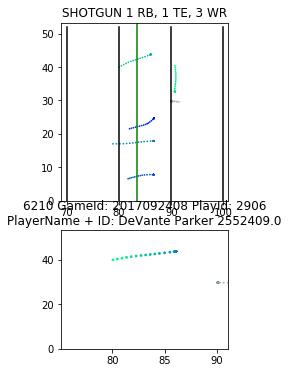 SHOTGUN 1 RB, 1 TE, 3 WR
50
40
30
20
10
0
70 80 90 100
6210 GameId: 2017092408 PlayId: 2906
PlayerName + ID: DeVante Parker 2552409.0
40
20
0
80 85 90